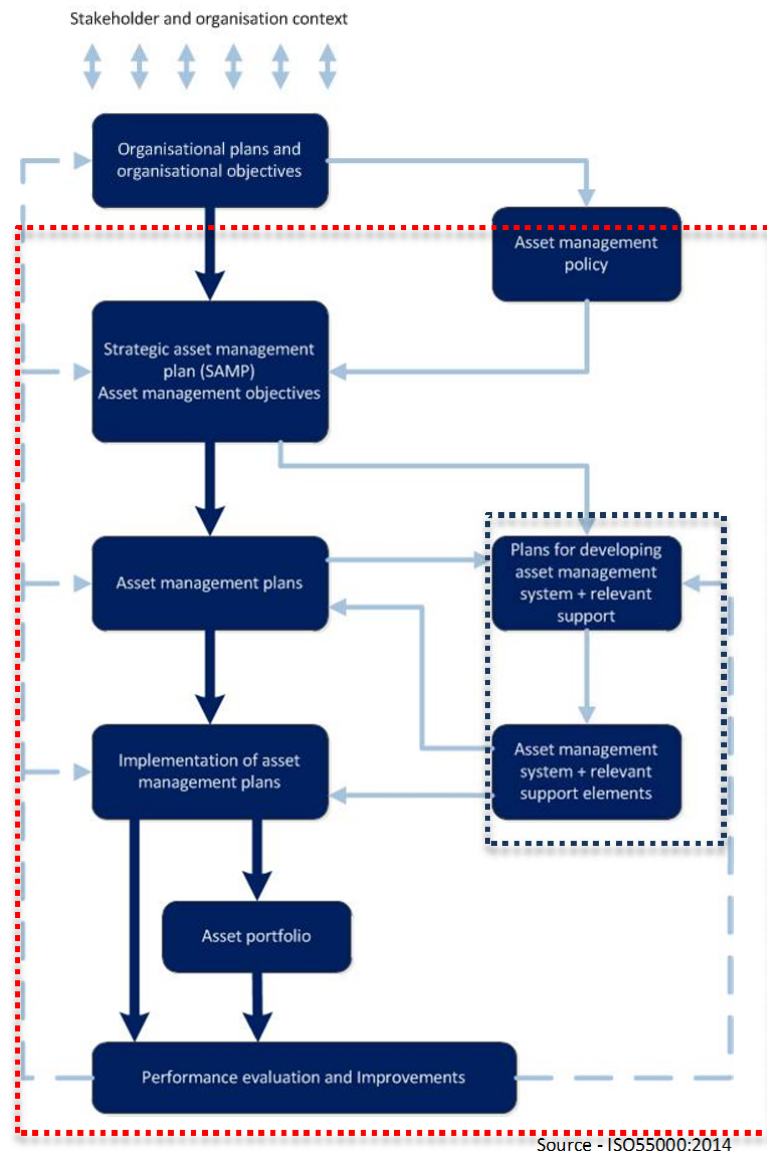 Stakeholder and organisation context
Organisational plans and
organisational objectives
Asset management
policy
Strategic asset management
plan (SAMP)
Asset management objectives
Asset management plans
Plans for developing
asset management
system + relevant
support
Implementation of asset
management plans
Asset management
system + relevant
support elements
Asset portfolio
Performance evaluation and Improvements
Source - ISO55000:2014